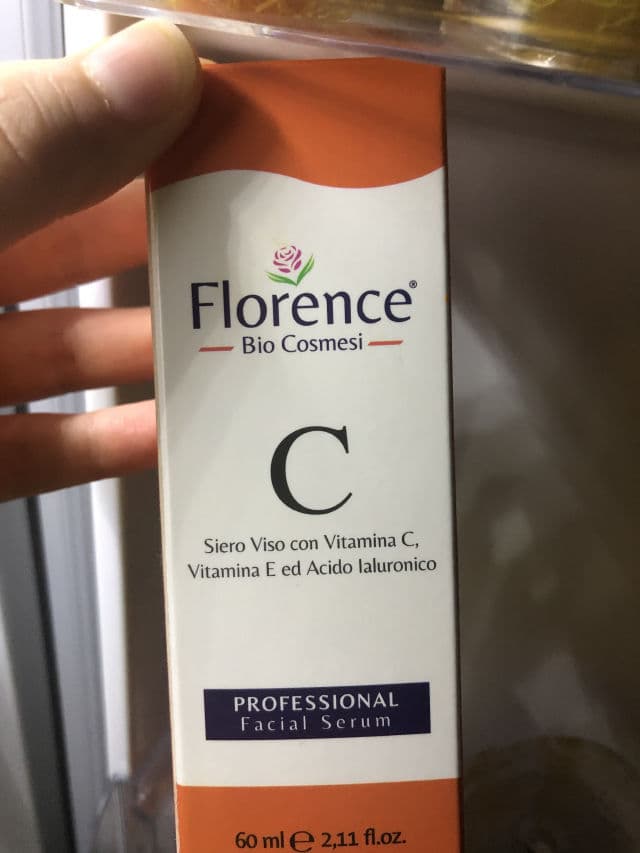 Florence®
Bio Cosmesi
C
Siero Viso con Vitamina C,
Vitamina E ed Acido Ialuronico
PROFESSIONAL
Facial Serum
60 ml ℮ 2,11 fl.oz.